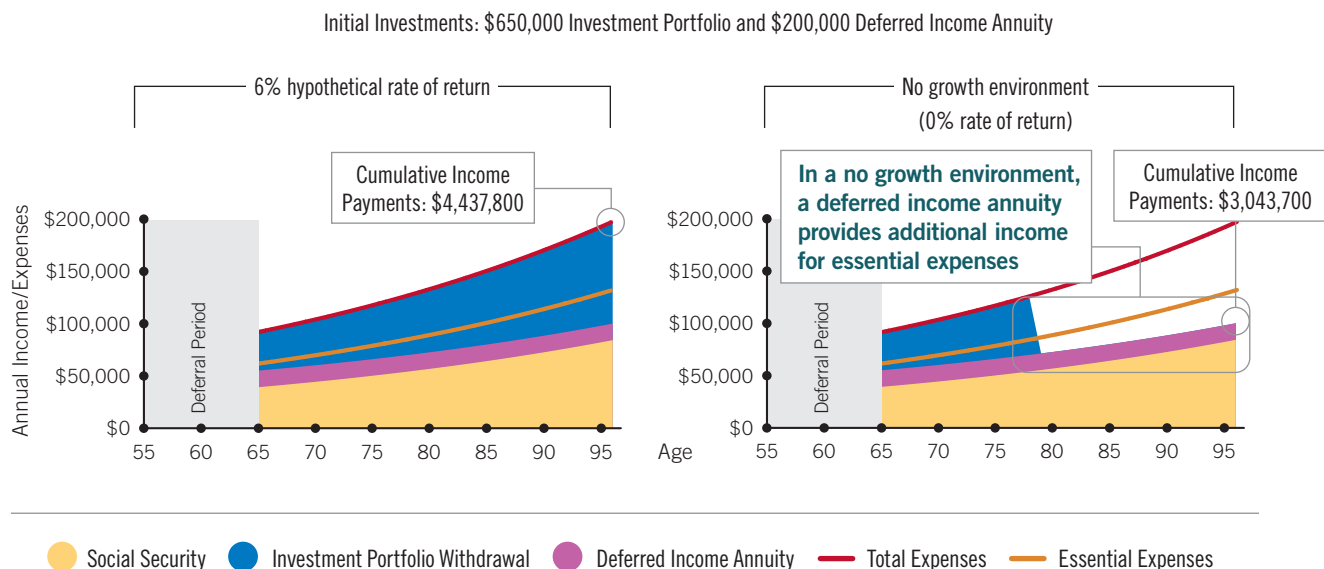 Initial Investments: $650,000 Investment Portfolio and $200,000 Deferred Income Annuity
6% hypothetical rate of return
Cumulative Income
Payments: $4,437,800
Annual Income/Expenses
$200,000
$150,000
$100,000
$50,000
$0
Deferral Period
55 60 65 70 75 80 85 90 95
Age
No growth environment
(0% rate of return)
In a no growth environment,
a deferred income annuity
provides additional income
for essential expenses
Cumulative Income
Payments: $3,043,700
$200,000
$150,000
$100,000
$50,000
$0
Deferral Period
55 60 65 70 75 80 85 90 95
Social Security Investment Portfolio Withdrawal Deferred Income Annuity Total Expenses Essential Expenses